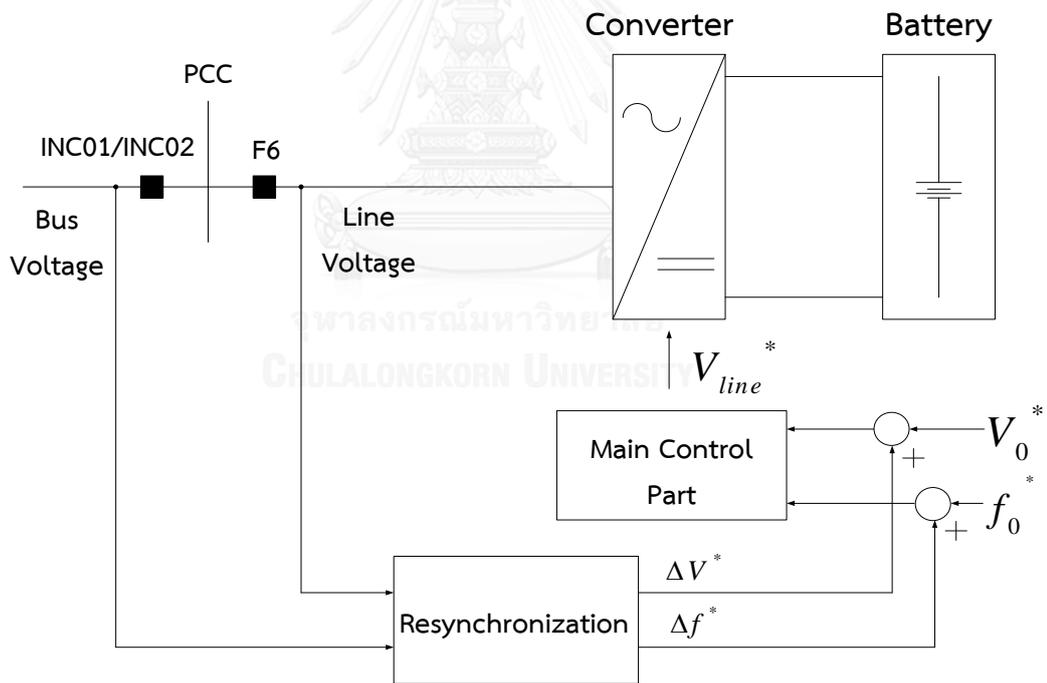 Converter
Battery
PCC
INC01/INC02
F6
Bus
Voltage
Line
Voltage
จุฬาลงกรณ์มหาวิทยาลัย
CHULALONGKORN UNIVERSITY
V_line*
Main Control
Part
V_0*
+
f_0*
+
Resynchronization
ΔV*
Δf*